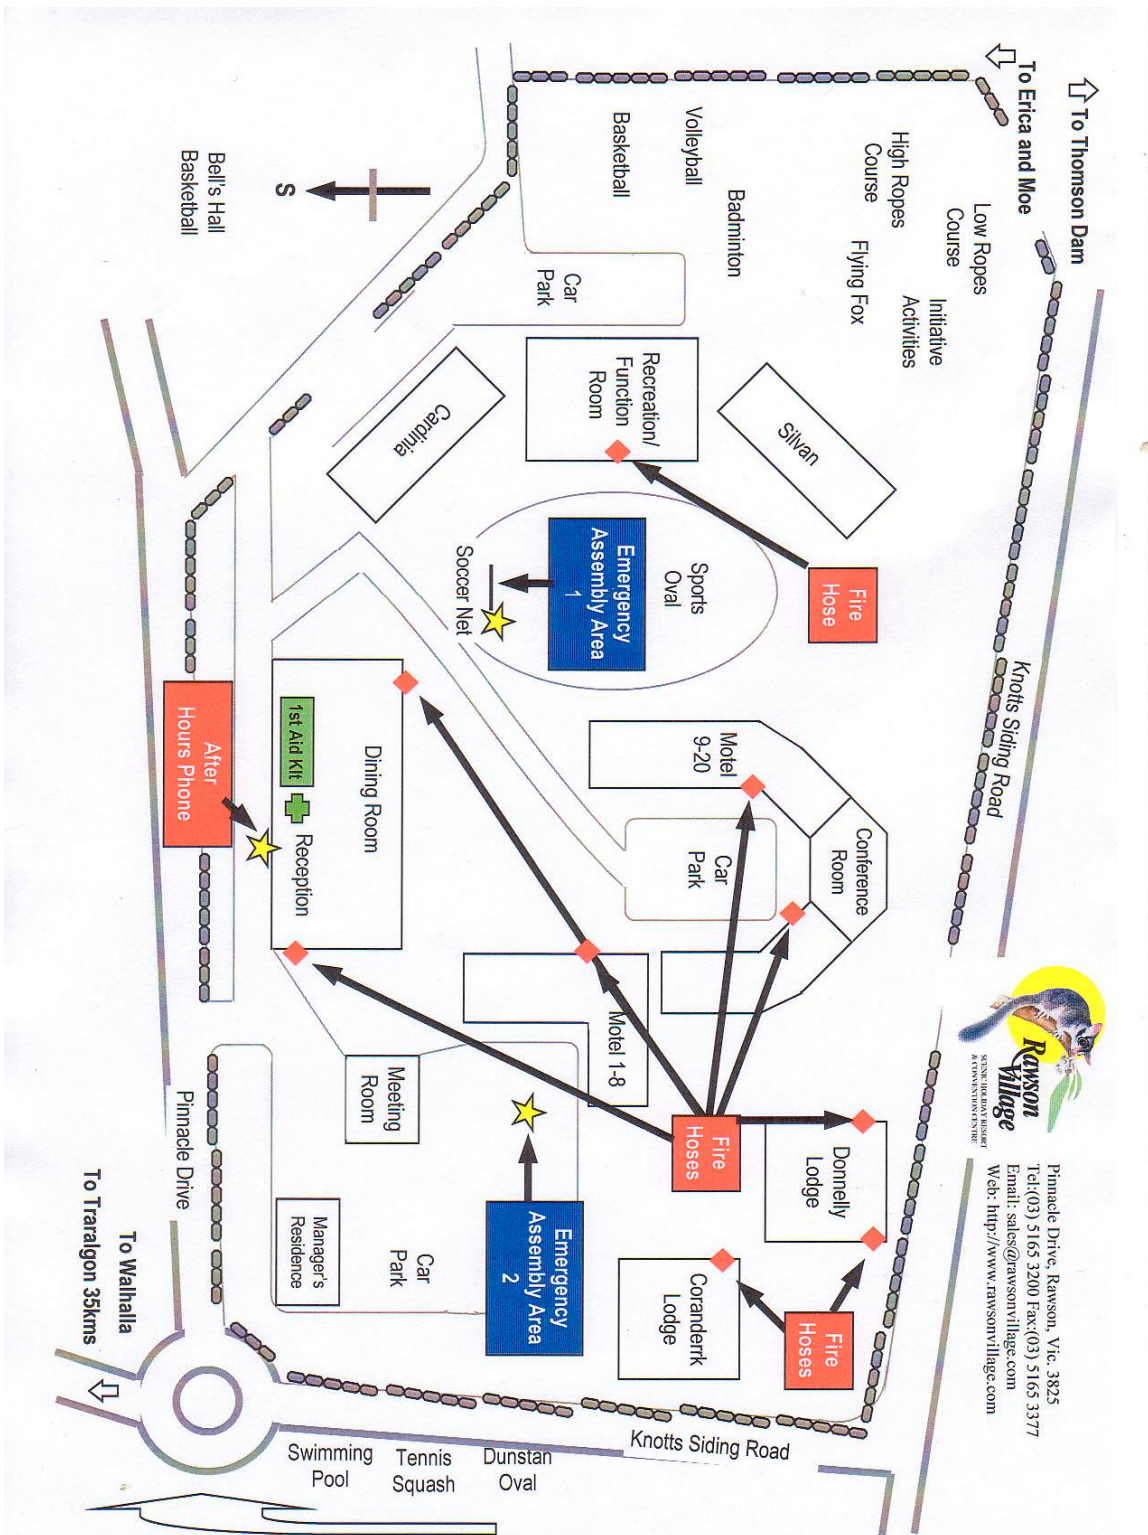 To Thomson Dam
To Erica and Moe
Low Ropes
Course
High Ropes
Course
Initiative
Activities
Flying Fox
Volleyball
Badminton
Basketball
Car
Park
S
Bell's Hall
Basketball
Recreation/
Function
Room
Silvan
Cardinia
Fire
Hose
Sports
Oval
Emergency
Assembly Area
1
Soccer Net
Knotts Siding Road
Motel
9-20
Conference
Room
Car
Park
Dining Room
1st Aid KIt
Reception
After
Hours Phone
Motel 1-8
Meeting
Room
Fire
Hoses
Donnelly
Lodge
Emergency
Assembly Area
2
Coranderrk
Lodge
Fire
Hoses
Manager's
Residence
Car
Park
Pinnacle Drive
To Walhalla
To Traralgon 35kms
Rawson
Village
SCENIC HOLIDAY RESORT
& CONVENTION CENTRE
Pinnacle Drive, Rawson, Vic. 3825
Tel:(03) 5165 3200 Fax:(03) 5165 3377
Email: sales@rawsonvillage.com
Web: http://www.rawsonvillage.com
Knotts Siding Road
Dunstan
Oval
Tennis
Squash
Swimming
Pool